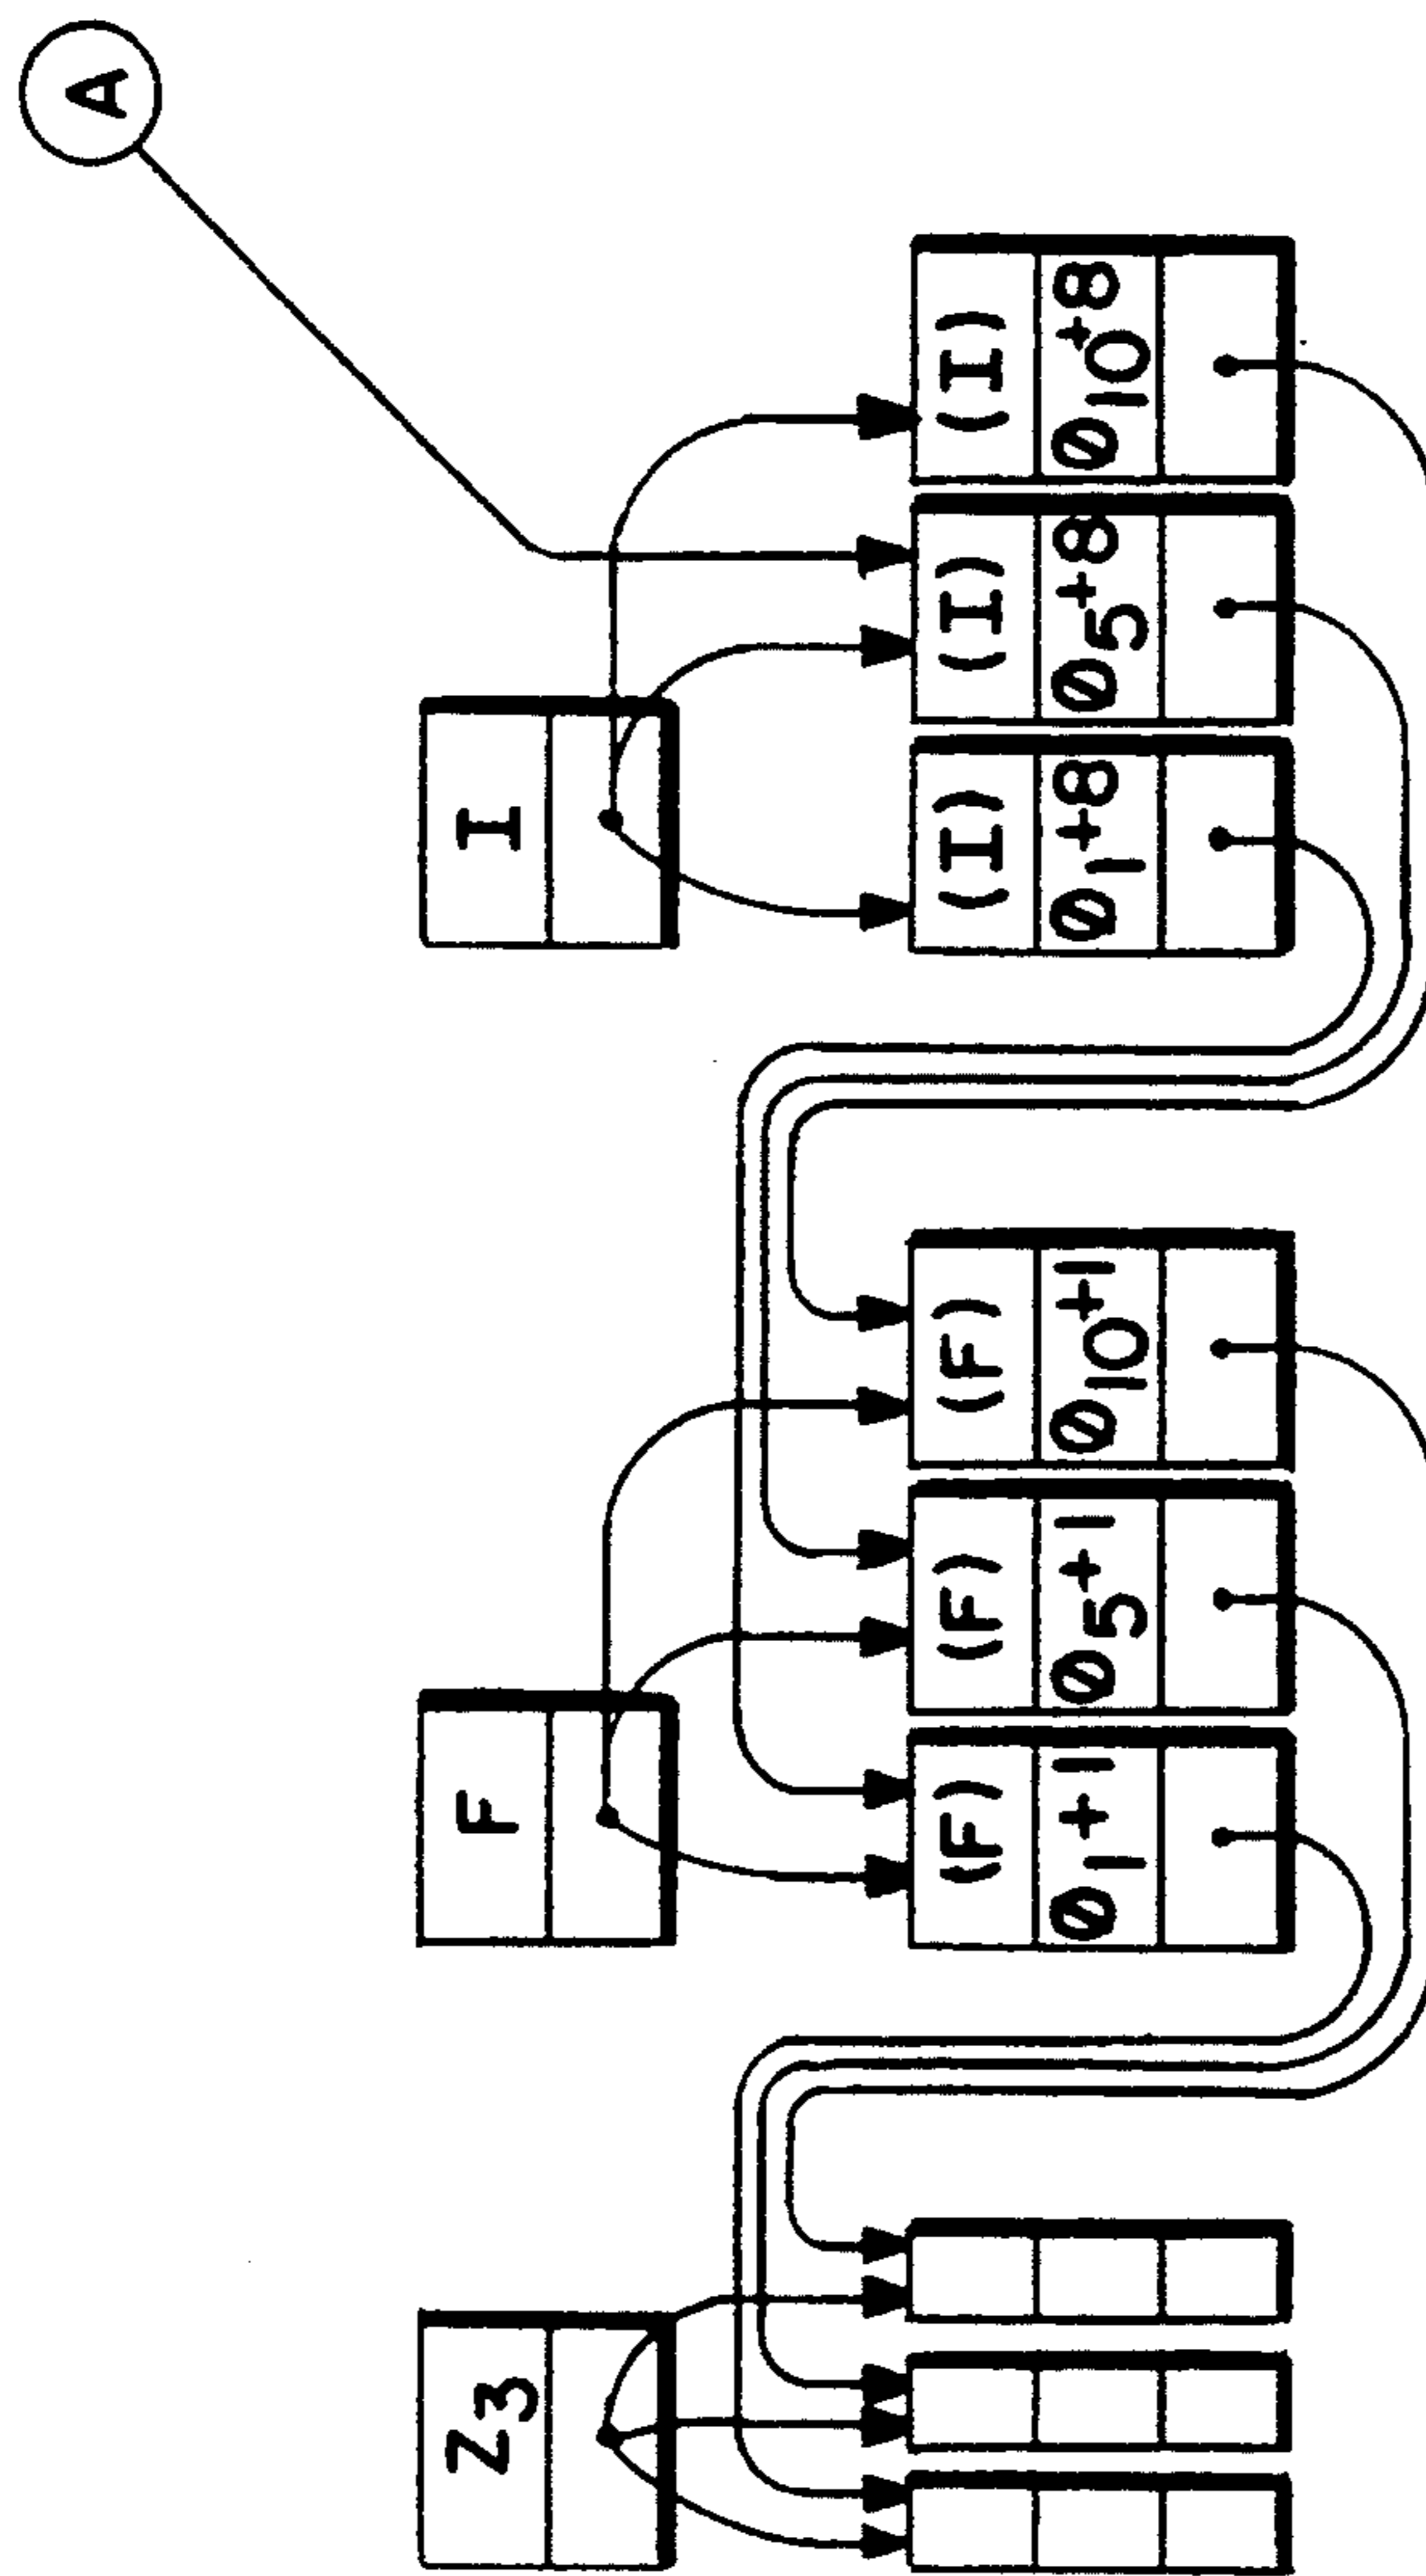 A
Z₃ F I
(F) (F) (F) (I) (I) (I)
Ø₁+1 Ø₅+1 Ø₁₀+1 Ø₁+8 Ø₅+8 Ø₁₀+8